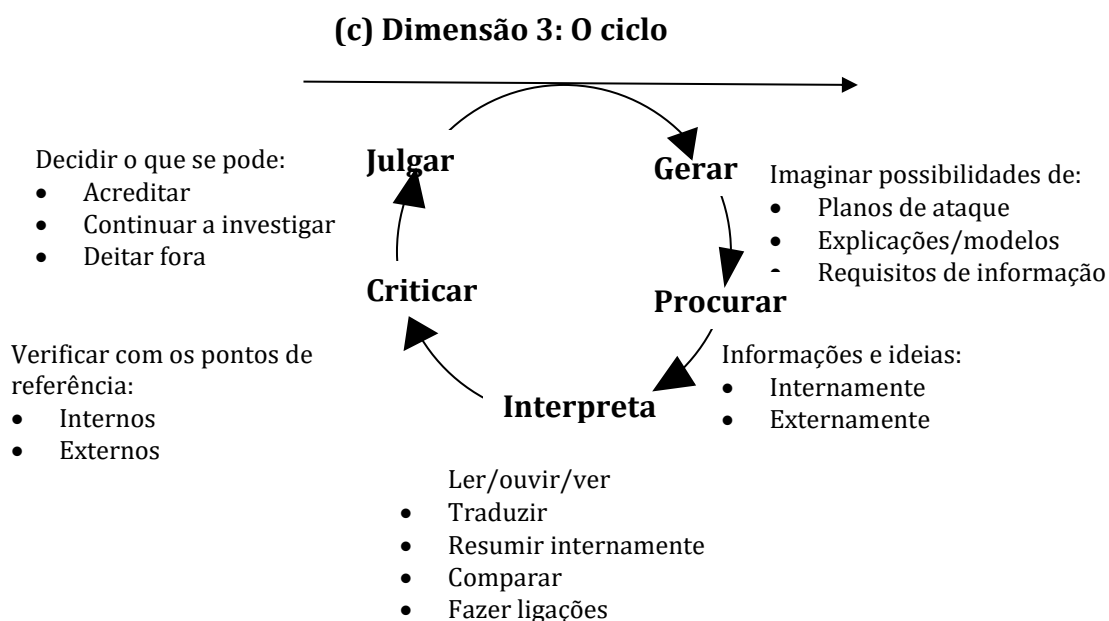 (c) Dimensão 3: O ciclo
Julgar
Gerar
Decidir o que se pode:
• Acreditar
• Continuar a investigar
• Deitar fora
Imaginar possibilidades de:
• Planos de ataque
• Explicações/modelos
• Requisitos de informação
Criticar
Procurar
Verificar com os pontos de
referência:
• Internos
• Externos
Informações e ideias:
• Internamente
• Externamente
Interpreta
Ler/ouvir/ver
• Traduzir
• Resumir internamente
• Comparar
• Fazer ligações